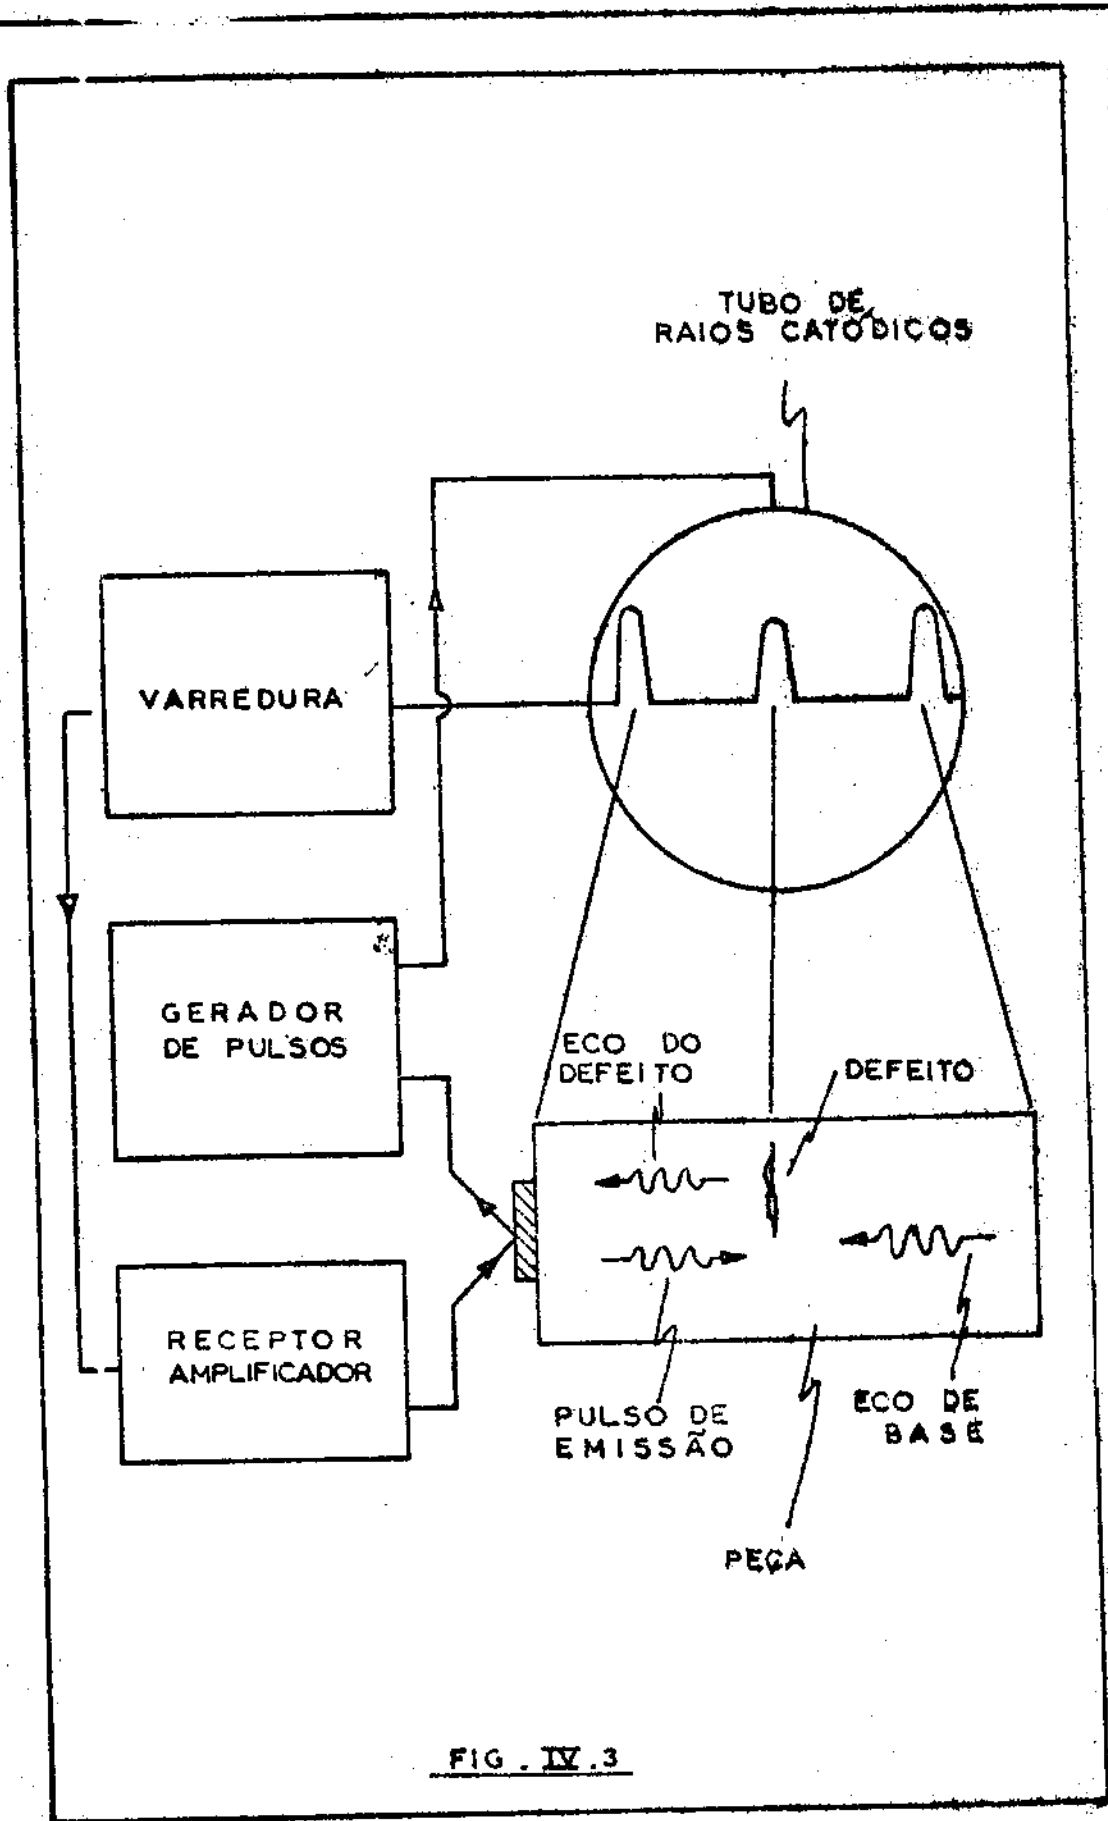 TUBO DE
RAIOS CATÓDICOS
VARREDURA
GERADOR
DE PULSOS
ECO DO
DEFEITO
DEFEITO
RECEPTOR
AMPLIFICADOR
PULSO DE
EMISSÃO
ECO DE
BASE
PEÇA
FIG. IV.3